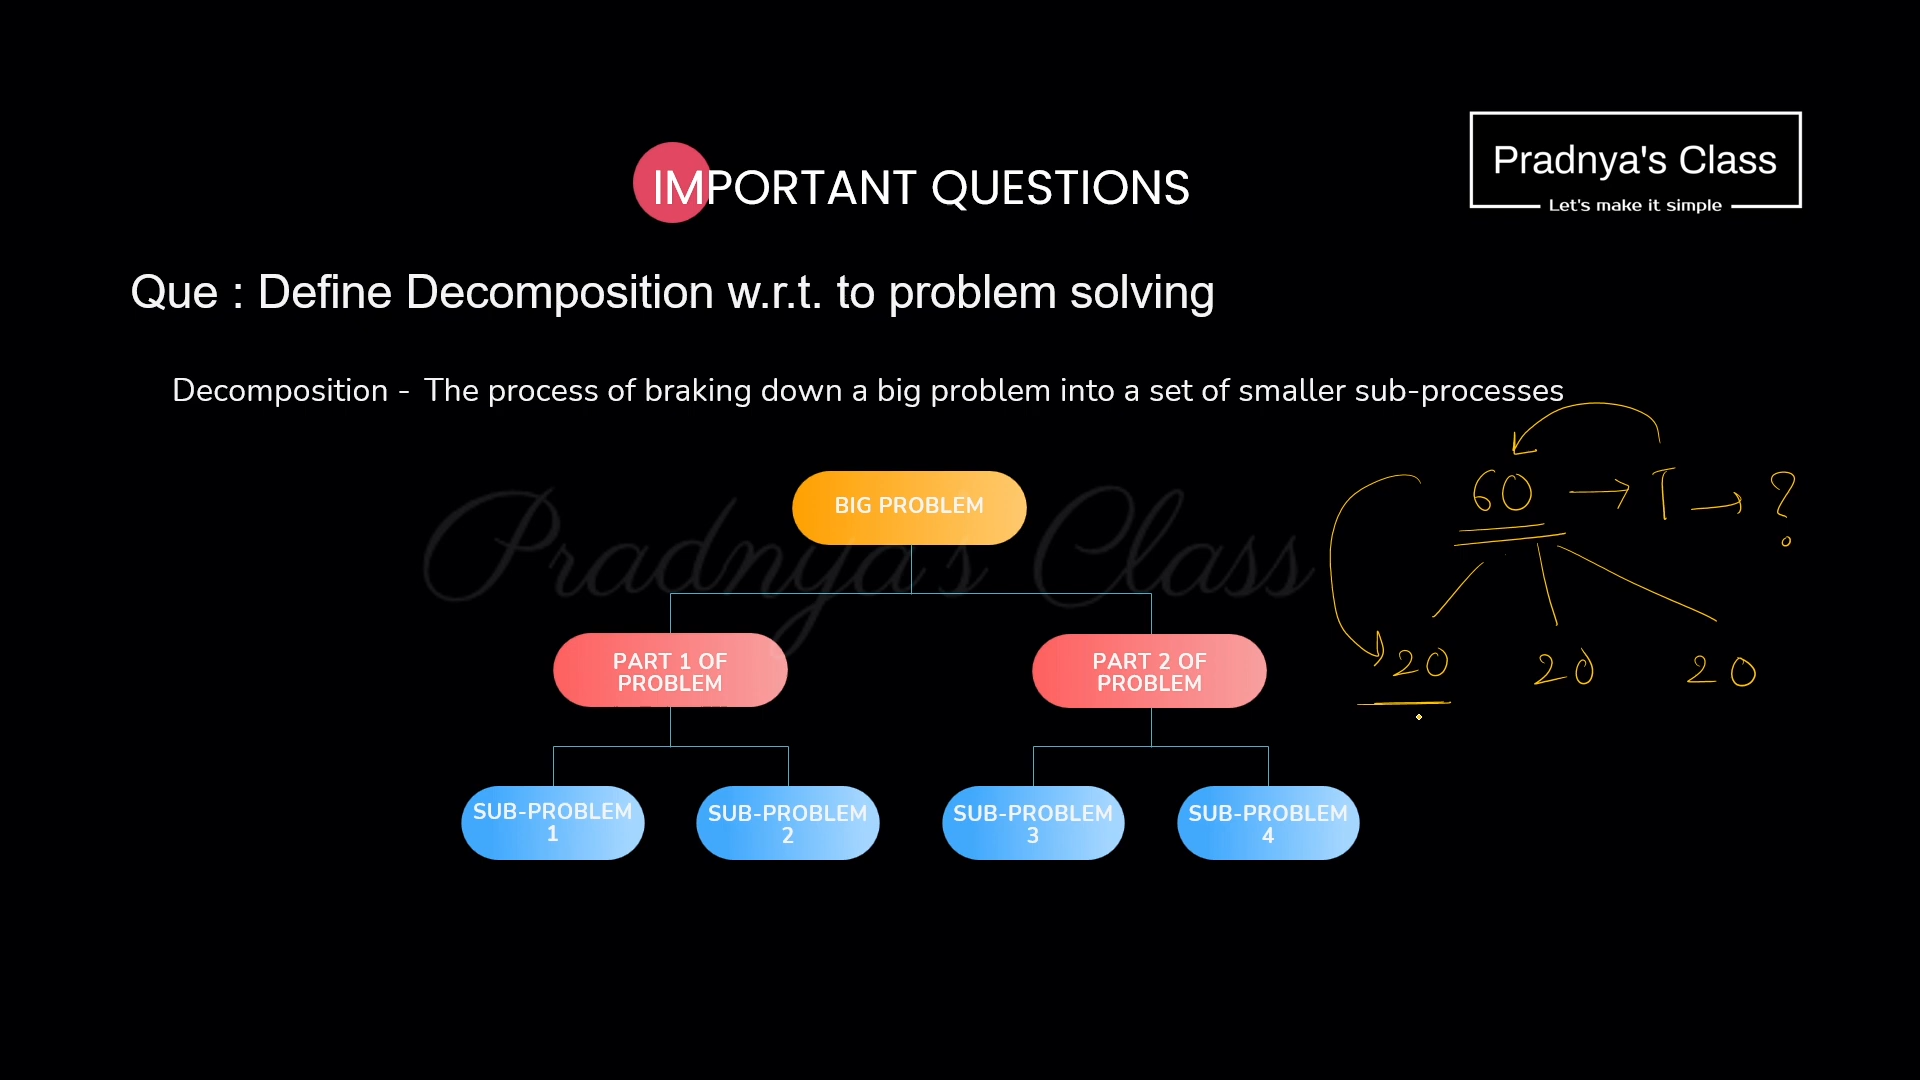 IMPORTANT QUESTIONS
Pradnya's Class
Let's make it simple
Que : Define Decomposition w.r.t. to problem solving
Decomposition - The process of braking down a big problem into a set of smaller sub-processes
60 → T → ?
BIG PROBLEM
Pradnya's Class
PART 1 OF
PROBLEM
PART 2 OF
PROBLEM
20 20 20
SUB-PROBLEM
1
SUB-PROBLEM
2
SUB-PROBLEM
3
SUB-PROBLEM
4